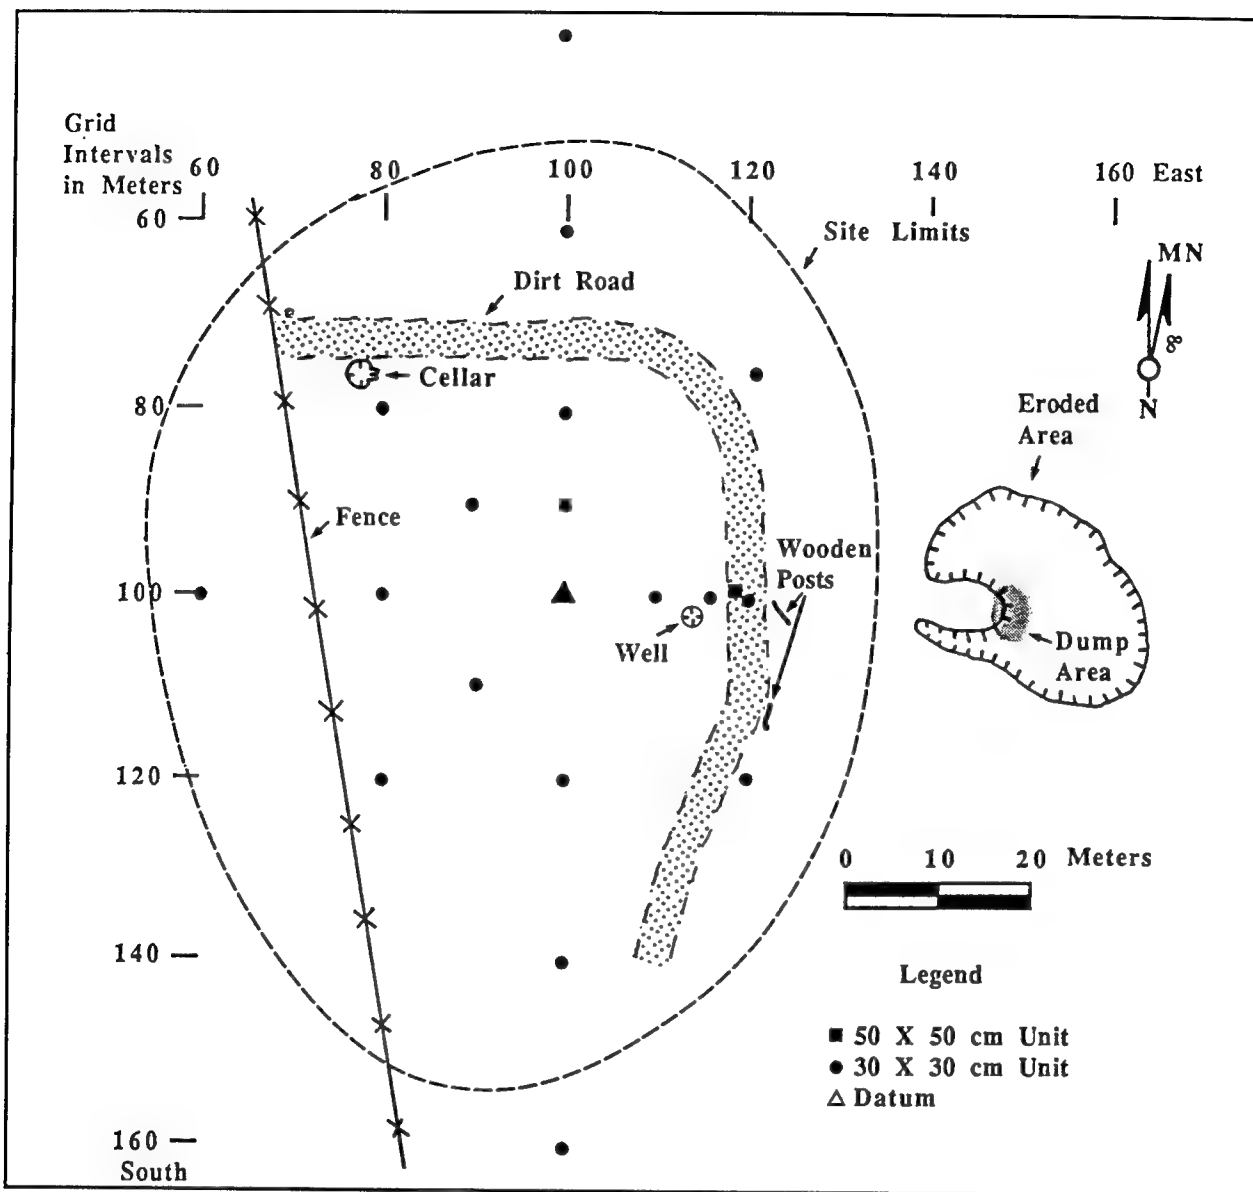 Grid
Intervals
in Meters
60
80
100
120
140
160 East
60
Site Limits
MN
Dirt Road
8
N
Cellar
80
Eroded
Area
Fence
Wooden
Posts
100
Well
Dump
Area
120
0 10 20 Meters
140
Legend
50 X 50 cm Unit
30 X 30 cm Unit
Datum
160
South